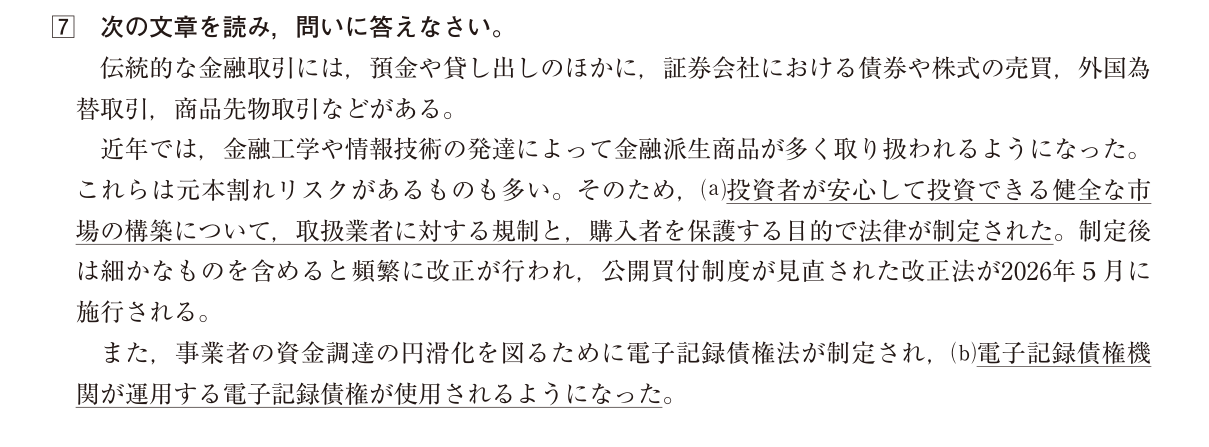 7 次の文章を読み，問いに答えなさい。
伝統的な金融取引には，預金や貸し出しのほかに，証券会社における債券や株式の売買，外国為
替取引，商品先物取引などがある。
近年では，金融工学や情報技術の発達によって金融派生商品が多く取り扱われるようになった。
これらは元本割れリスクがあるものも多い。そのため，(a)投資者が安心して投資できる健全な市
場の構築について，取扱業者に対する規制と，購入者を保護する目的で法律が制定された。制定後
は細かなものを含めると頻繁に改正が行われ，公開買付制度が見直された改正法が2026年５月に
施行される。
また，事業者の資金調達の円滑化を図るために電子記録債権法が制定され，(b)電子記録債権機
関が運用する電子記録債権が使用されるようになった。